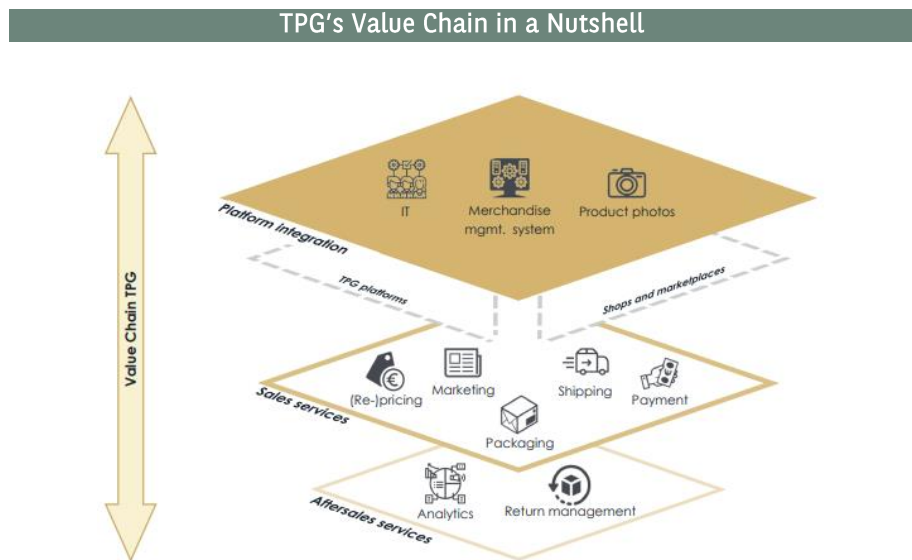 TPG's Value Chain in a Nutshell
Value Chain TPG
IT
Merchandise
mgmt. system
Product photos
Platform integration
TPG platforms
Shops and marketplaces
(Re-)pricing
Marketing
Shipping
Payment
Packaging
Sales services
Analytics
Return management
Aftersales services